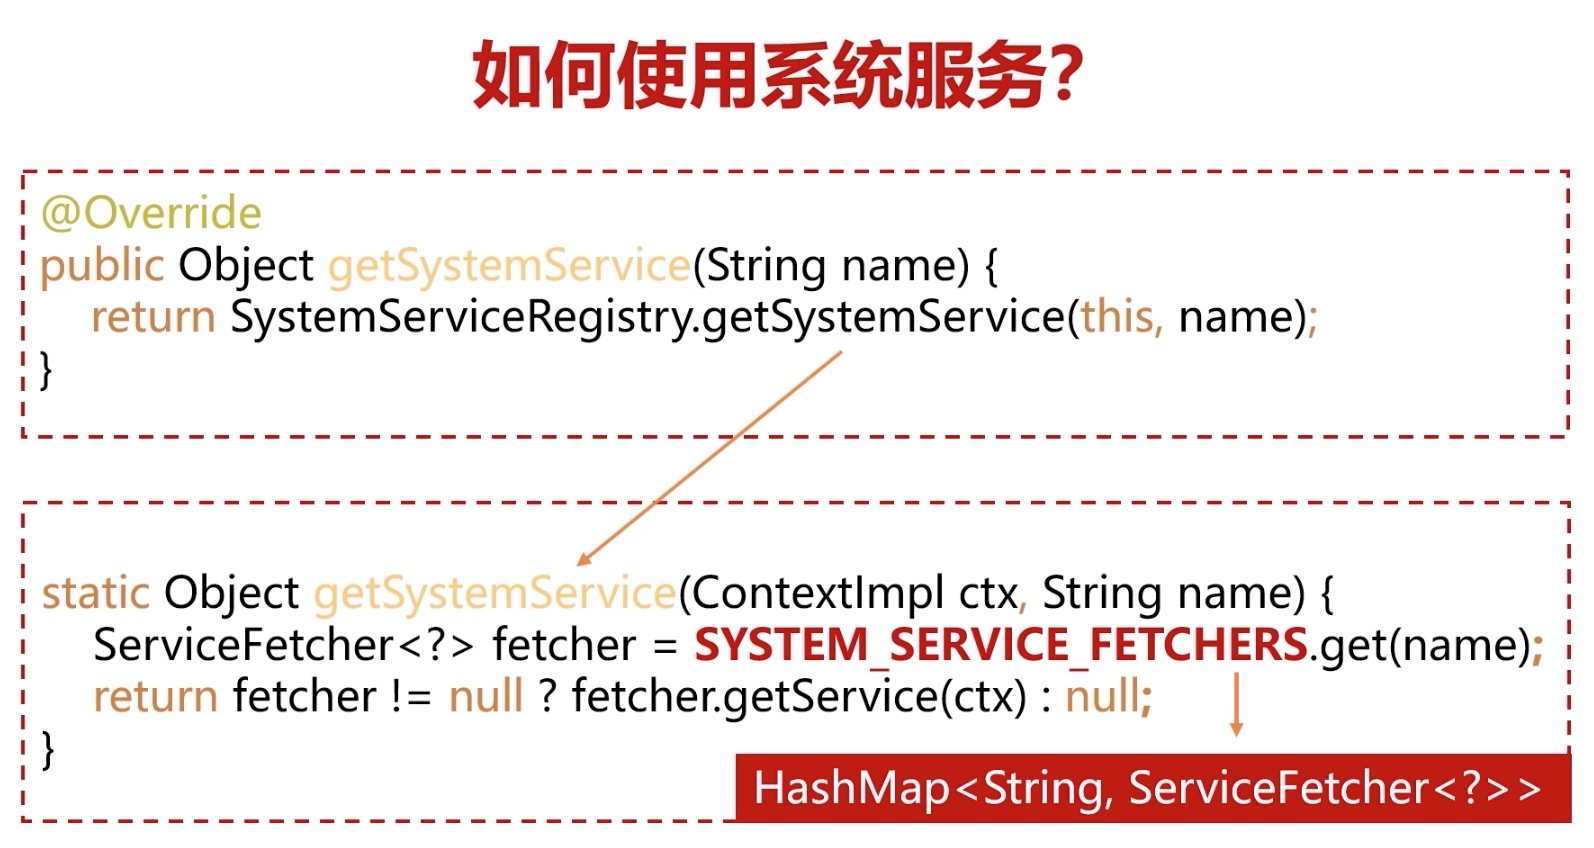 如何使用系统服务？
@Override
public Object getSystemService(String name) {
return SystemServiceRegistry.getSystemService(this, name);
}
static Object getSystemService(ContextImpl ctx, String name) {
ServiceFetcher<?> fetcher = SYSTEM_SERVICE_FETCHERS.get(name);
return fetcher != null ? fetcher.getService(ctx) : null;
}
HashMap<String, ServiceFetcher<?>>